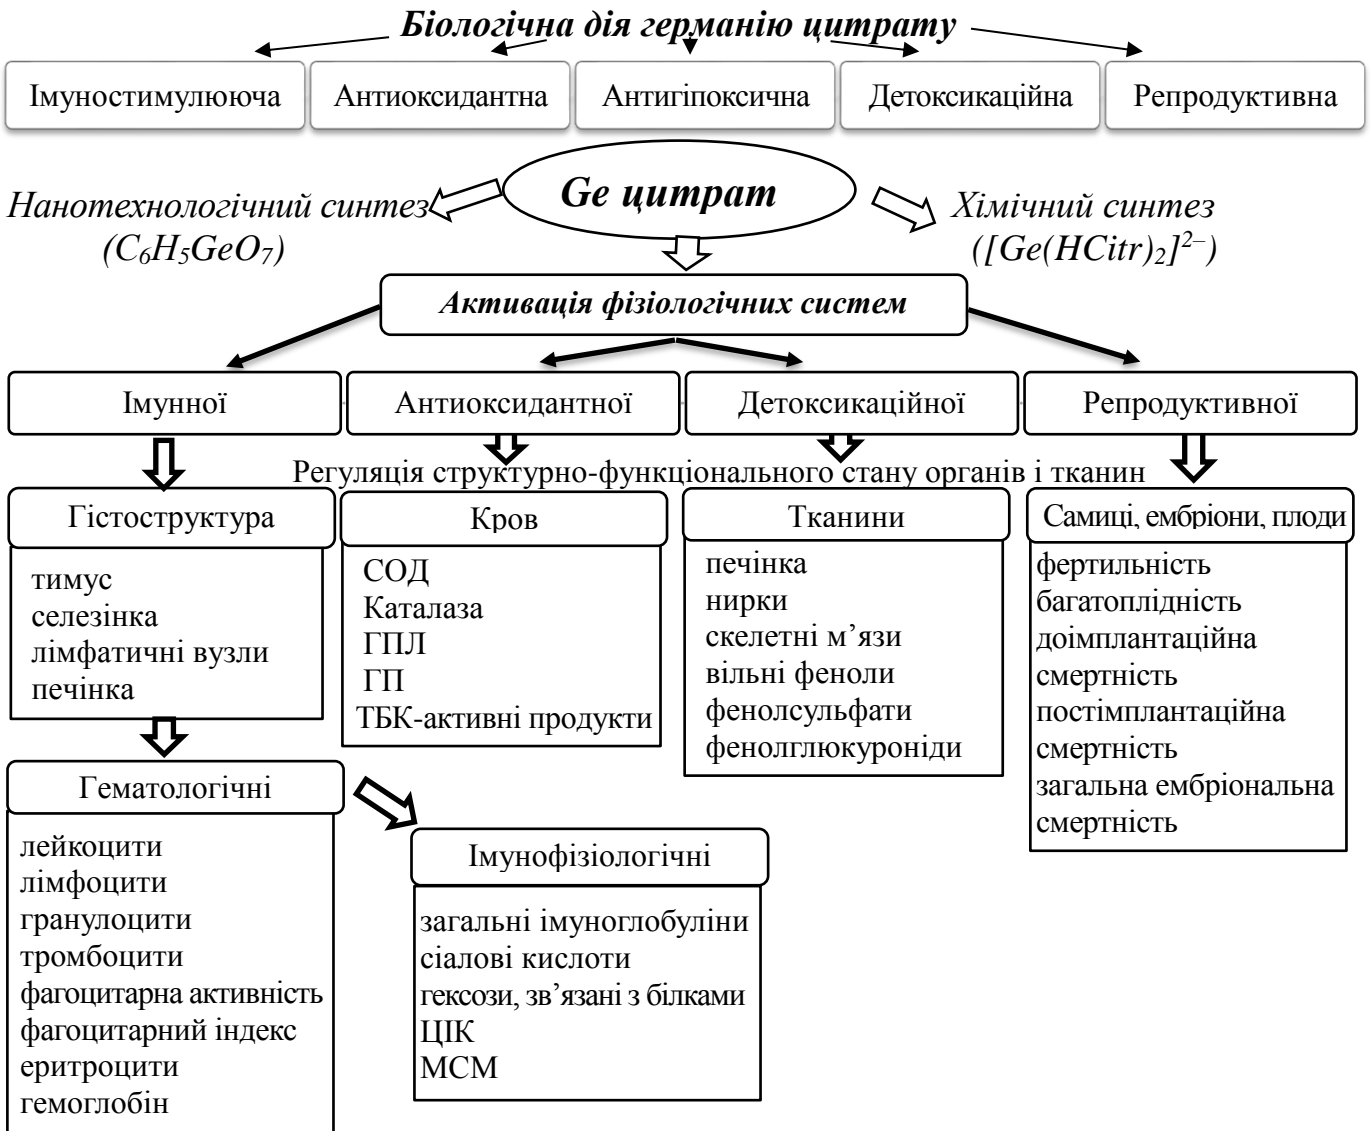 Біологічна дія германію цитрату
Імуностимулююча
Антиоксидантна
Антигіпоксична
Детоксикаційна
Репродуктивна
Ge цитрат
Нанотехнологічний синтез
(C₆H₅GeO₇)
Хімічний синтез
([Ge(HCitr)₂]²⁻)
Активація фізіологічних систем
Імунної
Антиоксидантної
Детоксикаційної
Репродуктивної
Регуляція структурно-функціонального стану органів і тканин
Гістоструктура
тимус
селезінка
лімфатичні вузли
печінка
Кров
СОД
Каталаза
ГПЛ
ГП
ТБК-активні продукти
Тканини
печінка
нирки
скелетні м’язи
вільні феноли
фенолсульфати
фенолглюкуроніди
Самиці, ембріони, плоди
фертильність
багатоплідність
доімплантаційна
смертність
постімплантаційна
смертність
загальна ембріональна
смертність
Гематологічні
лейкоцити
лімфоцити
гранулоцити
тромбоцити
фагоцитарна активність
фагоцитарний індекс
еритроцити
гемоглобін
Імунофізіологічні
загальні імуноглобуліни
сіалові кислоти
гексози, зв’язані з білками
ЦІК
МСМ